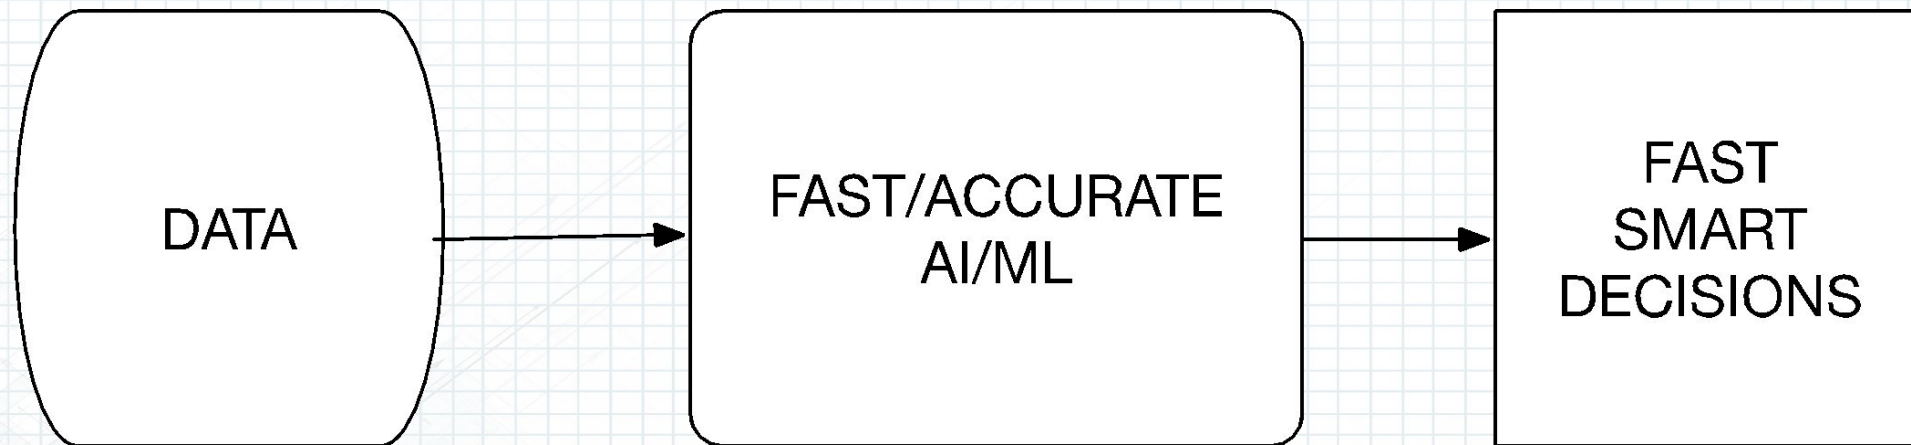 DATA
FAST/ACCURATE
AI/ML
FAST
SMART
DECISIONS